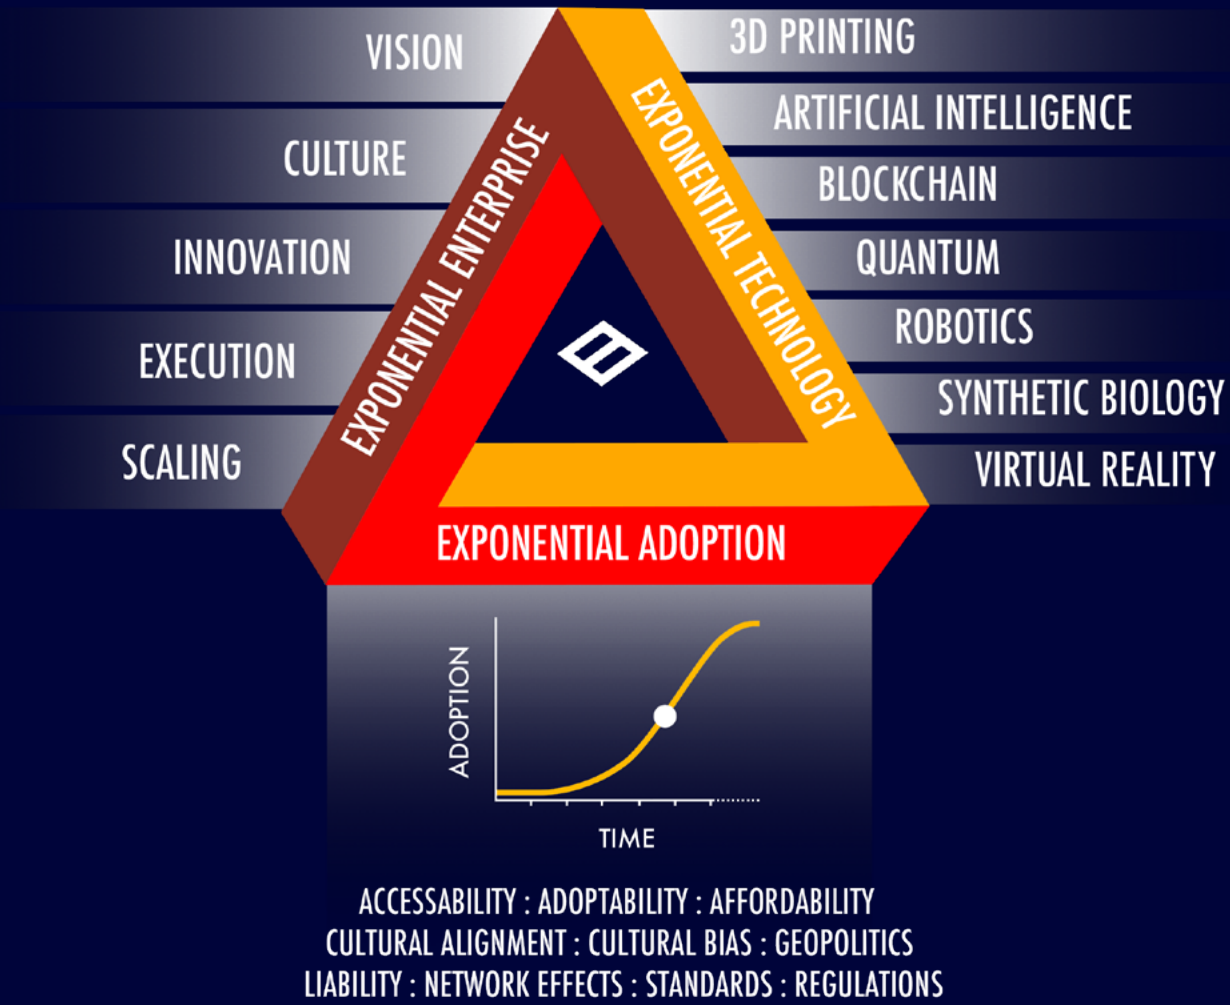 VISION
CULTURE
INNOVATION
EXECUTION
SCALING
EXPONENTIAL ENTERPRISE
EXPONENTIAL TECHNOLOGY
3D PRINTING
ARTIFICIAL INTELLIGENCE
BLOCKCHAIN
QUANTUM
ROBOTICS
SYNTHETIC BIOLOGY
VIRTUAL REALITY
EXPONENTIAL ADOPTION
ADOPTION
TIME
ACCESSABILITY : ADOPTABILITY : AFFORDABILITY
CULTURAL ALIGNMENT : CULTURAL BIAS : GEOPOLITICS
LIABILITY : NETWORK EFFECTS : STANDARDS : REGULATIONS